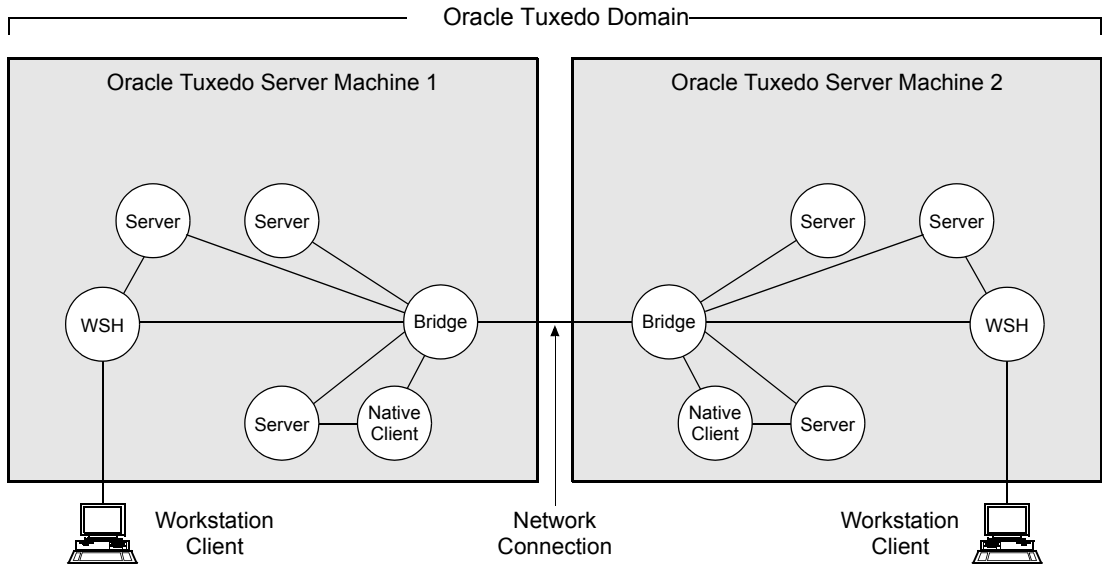 Oracle Tuxedo Domain
Oracle Tuxedo Server Machine 1
Oracle Tuxedo Server Machine 2
Server
Server
Server
Server
WSH
Bridge
Bridge
WSH
Server
Native
Client
Native
Client
Server
Workstation
Client
Network
Connection
Workstation
Client